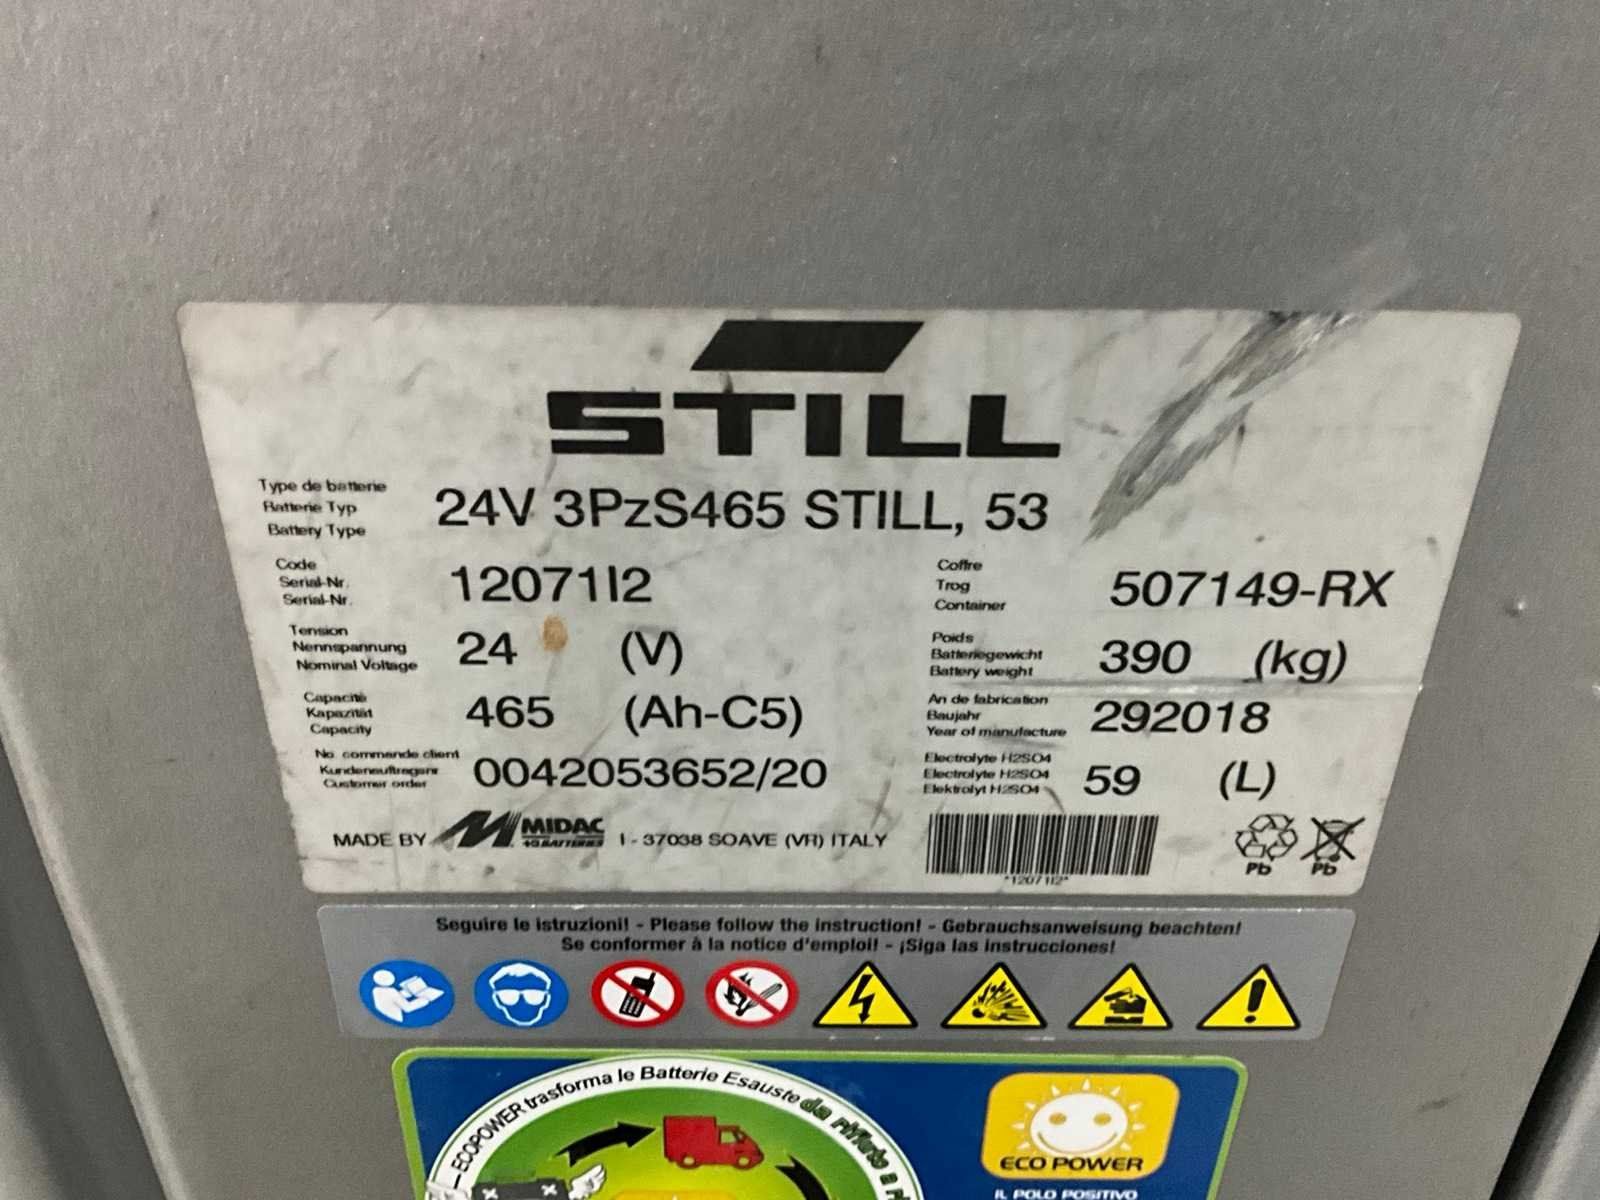 STILL
Type de batterie
Batterie Typ
Battery Type
24V 3PzS465 STILL, 53
Code
Serial-Nr.
Serial-Nr.
12071I2
Coffre
Trog
Container
507149-RX
Tension
Nennspannung
Nominal Voltage
24 (V)
Poids
Batteriegewicht
Battery weight
390 (kg)
Capacité
Kapazität
Capacity
465 (Ah-C5)
An de fabrication
Baujahr
Year of manufacture
292018
No. commande client
Kundenauftragsnr
Customer order
0042053652/20
Electrolyte H2SO4
Electrolyte H2SO4
Elektrolyt H2SO4
59 (L)
MADE BY MIDAC BATTERIES I - 37038 SOAVE (VR) ITALY
*12071I2*
Pb Pb
Seguire le istruzioni! - Please follow the instruction! - Gebrauchsanweisung beachten!
Se conformer à la notice d'emploi! - ¡Siga las instrucciones!
ECOPOWER trasforma le Batterie Esauste da rifiuto a
ECO POWER
IL POLO POSITIVO